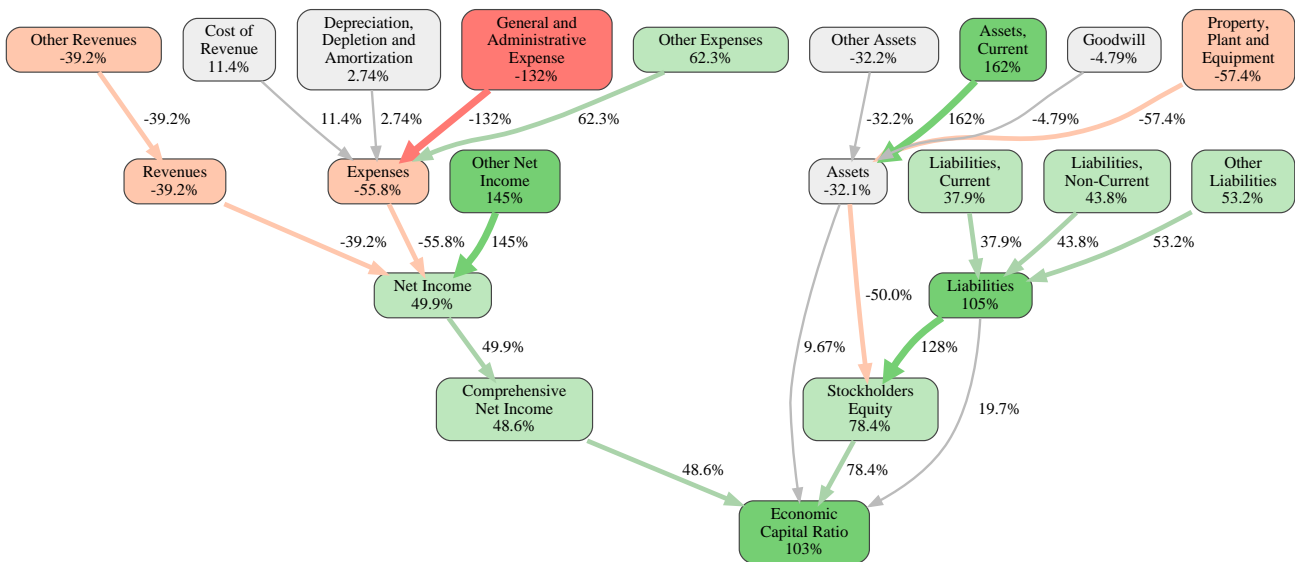 Other Revenues
-39.2%
Cost of
Revenue
11.4%
Depreciation,
Depletion and
Amortization
2.74%
General and
Administrative
Expense
-132%
Other Expenses
62.3%
Other Assets
-32.2%
Assets,
Current
162%
Goodwill
-4.79%
Property,
Plant and
Equipment
-57.4%
-39.2%
11.4%
2.74%
-132%
62.3%
-32.2%
162%
-4.79%
-57.4%
Revenues
-39.2%
Expenses
-55.8%
Other Net
Income
145%
Assets
-32.1%
Liabilities,
Current
37.9%
Liabilities,
Non-Current
43.8%
Other
Liabilities
53.2%
-39.2%
-55.8%
145%
37.9%
43.8%
53.2%
Net Income
49.9%
-50.0%
Liabilities
105%
49.9%
9.67%
128%
Comprehensive
Net Income
48.6%
Stockholders
Equity
78.4%
19.7%
48.6%
78.4%
Economic
Capital Ratio
103%